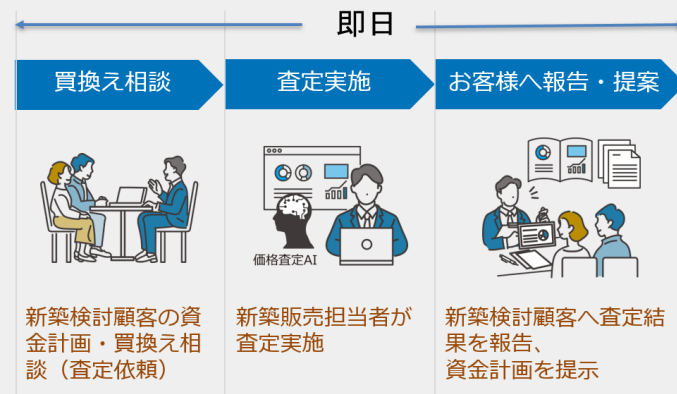 即日
買換え相談
査定実施
お客様へ報告・提案
価格査定AI
新築検討顧客の資
金計画・買換え相
談（査定依頼）
新築販売担当者が
査定実施
新築検討顧客へ査定結
果を報告、
資金計画を提示